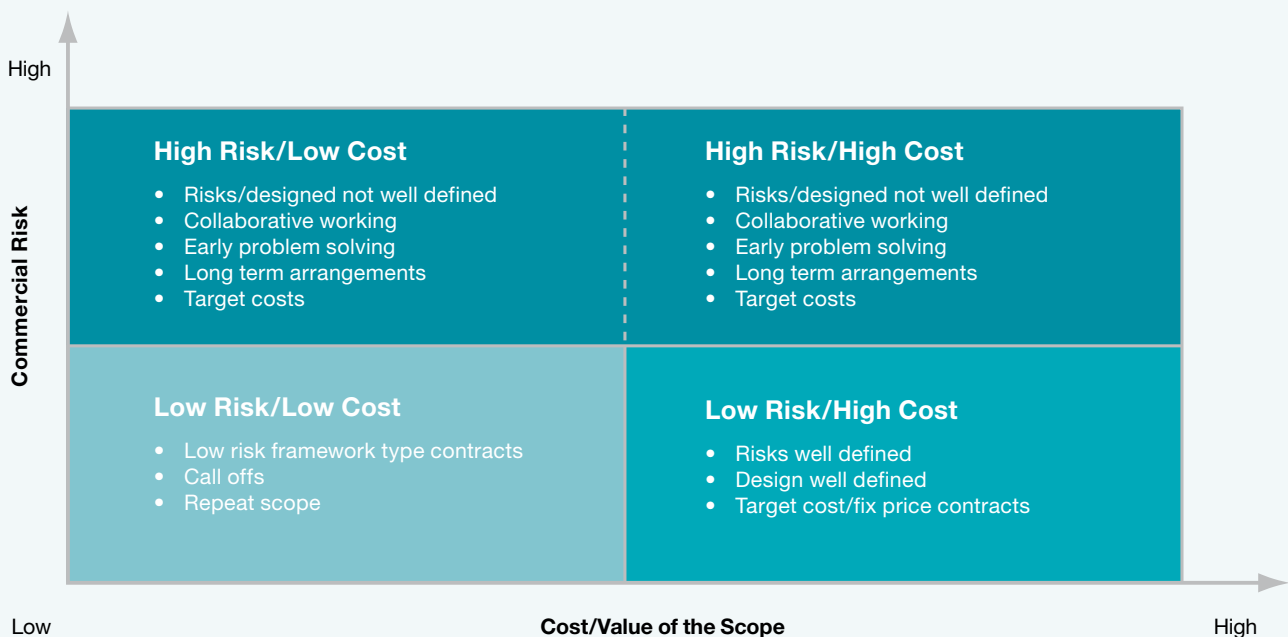 High
Commercial Risk
High Risk/Low Cost
• Risks/designed not well defined
• Collaborative working
• Early problem solving
• Long term arrangements
• Target costs
High Risk/High Cost
• Risks/designed not well defined
• Collaborative working
• Early problem solving
• Long term arrangements
• Target costs
Low Risk/Low Cost
• Low risk framework type contracts
• Call offs
• Repeat scope
Low Risk/High Cost
• Risks well defined
• Design well defined
• Target cost/fix price contracts
Low
Cost/Value of the Scope
High